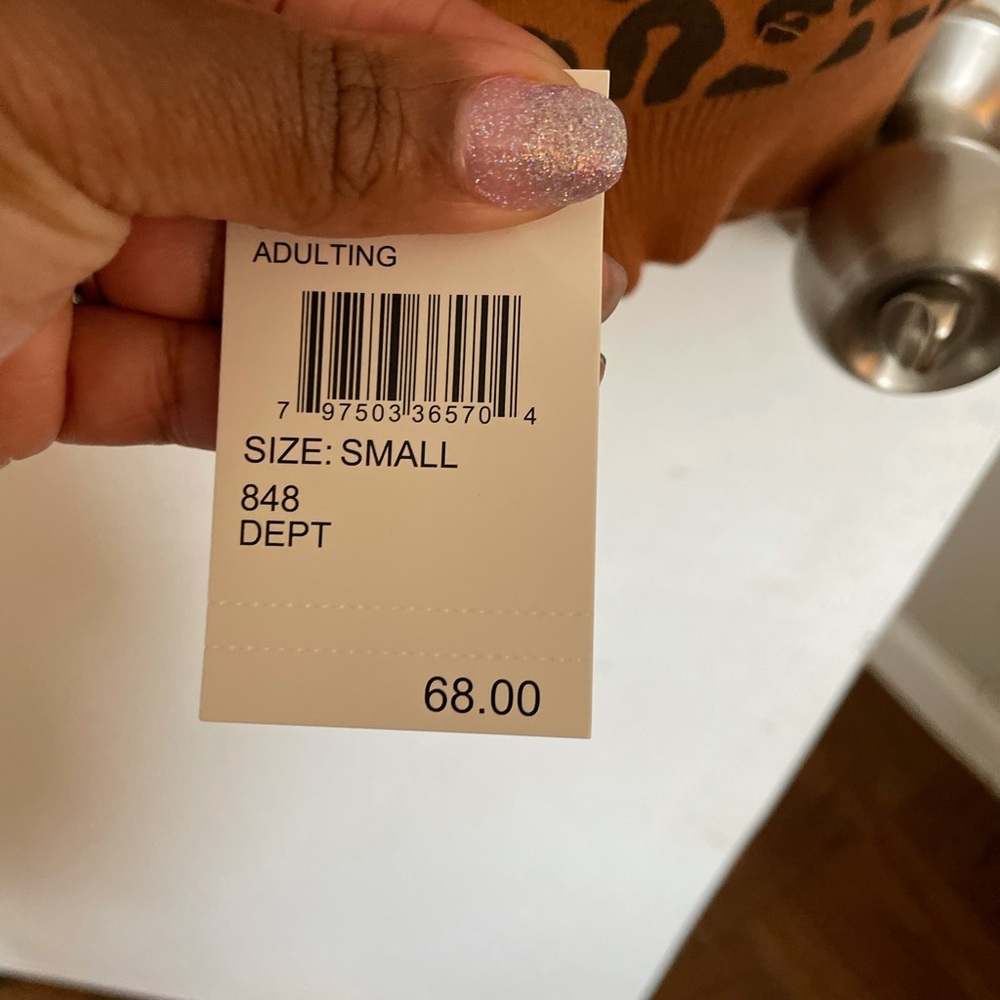 ADULTING
7 97503 36570 4
SIZE: SMALL
848
DEPT
68.00